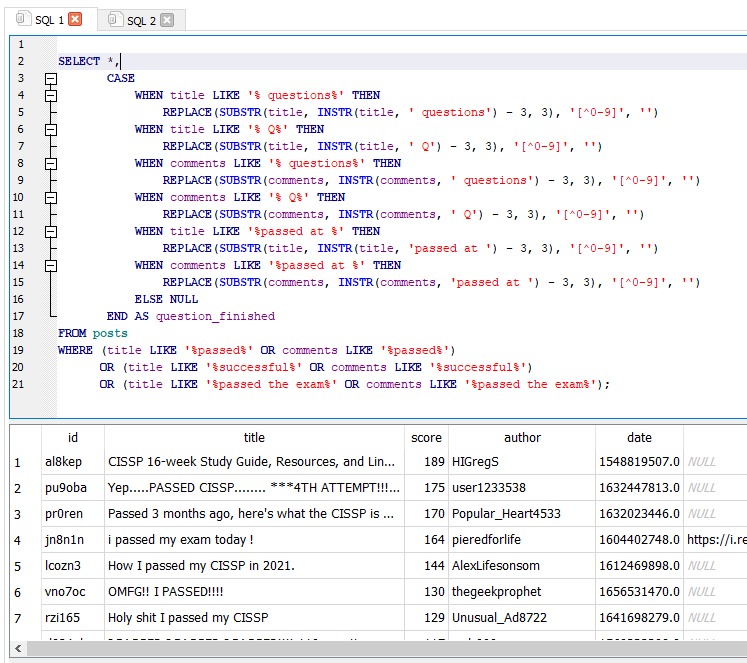 SQL 1 SQL 2
1
2 SELECT *,
3 CASE
4 WHEN title LIKE '% questions%' THEN
5 REPLACE(SUBSTR(title, INSTR(title, ' questions') - 3, 3), '[^0-9]', '')
6 WHEN title LIKE '% Q%' THEN
7 REPLACE(SUBSTR(title, INSTR(title, ' Q') - 3, 3), '[^0-9]', '')
8 WHEN comments LIKE '% questions%' THEN
9 REPLACE(SUBSTR(comments, INSTR(comments, ' questions') - 3, 3), '[^0-9]', '')
10 WHEN comments LIKE '% Q%' THEN
11 REPLACE(SUBSTR(comments, INSTR(comments, ' Q') - 3, 3), '[^0-9]', '')
12 WHEN title LIKE '%passed at %' THEN
13 REPLACE(SUBSTR(title, INSTR(title, 'passed at ') - 3, 3), '[^0-9]', '')
14 WHEN comments LIKE '%passed at %' THEN
15 REPLACE(SUBSTR(comments, INSTR(comments, 'passed at ') - 3, 3), '[^0-9]', '')
16 ELSE NULL
17 END AS question_finished
18 FROM posts
19 WHERE (title LIKE '%passed%' OR comments LIKE '%passed%')
20 OR (title LIKE '%successful%' OR comments LIKE '%successful%')
21 OR (title LIKE '%passed the exam%' OR comments LIKE '%passed the exam%');
id title score author date
1 al8kep CISSP 16-week Study Guide, Resources, and Lin... 189 HIGregS 1548819507.0 NULL
2 pu9oba Yep.....PASSED CISSP........ ***4TH ATTEMPT!!!... 175 user1233538 1632447813.0 NULL
3 pr0ren Passed 3 months ago, here's what the CISSP is ... 170 Popular_Heart4533 1632023446.0 NULL
4 jn8n1n i passed my exam today ! 164 pieredforlife 1604402748.0 https://i.re
5 lcozn3 How I passed my CISSP in 2021. 144 AlexLifesonsom 1612469898.0 NULL
6 vno7oc OMFG!! I PASSED!!!! 130 thegeekprophet 1656531470.0 NULL
7 rzi165 Holy shit I passed my CISSP 129 Unusual_Ad8722 1641698279.0 NULL